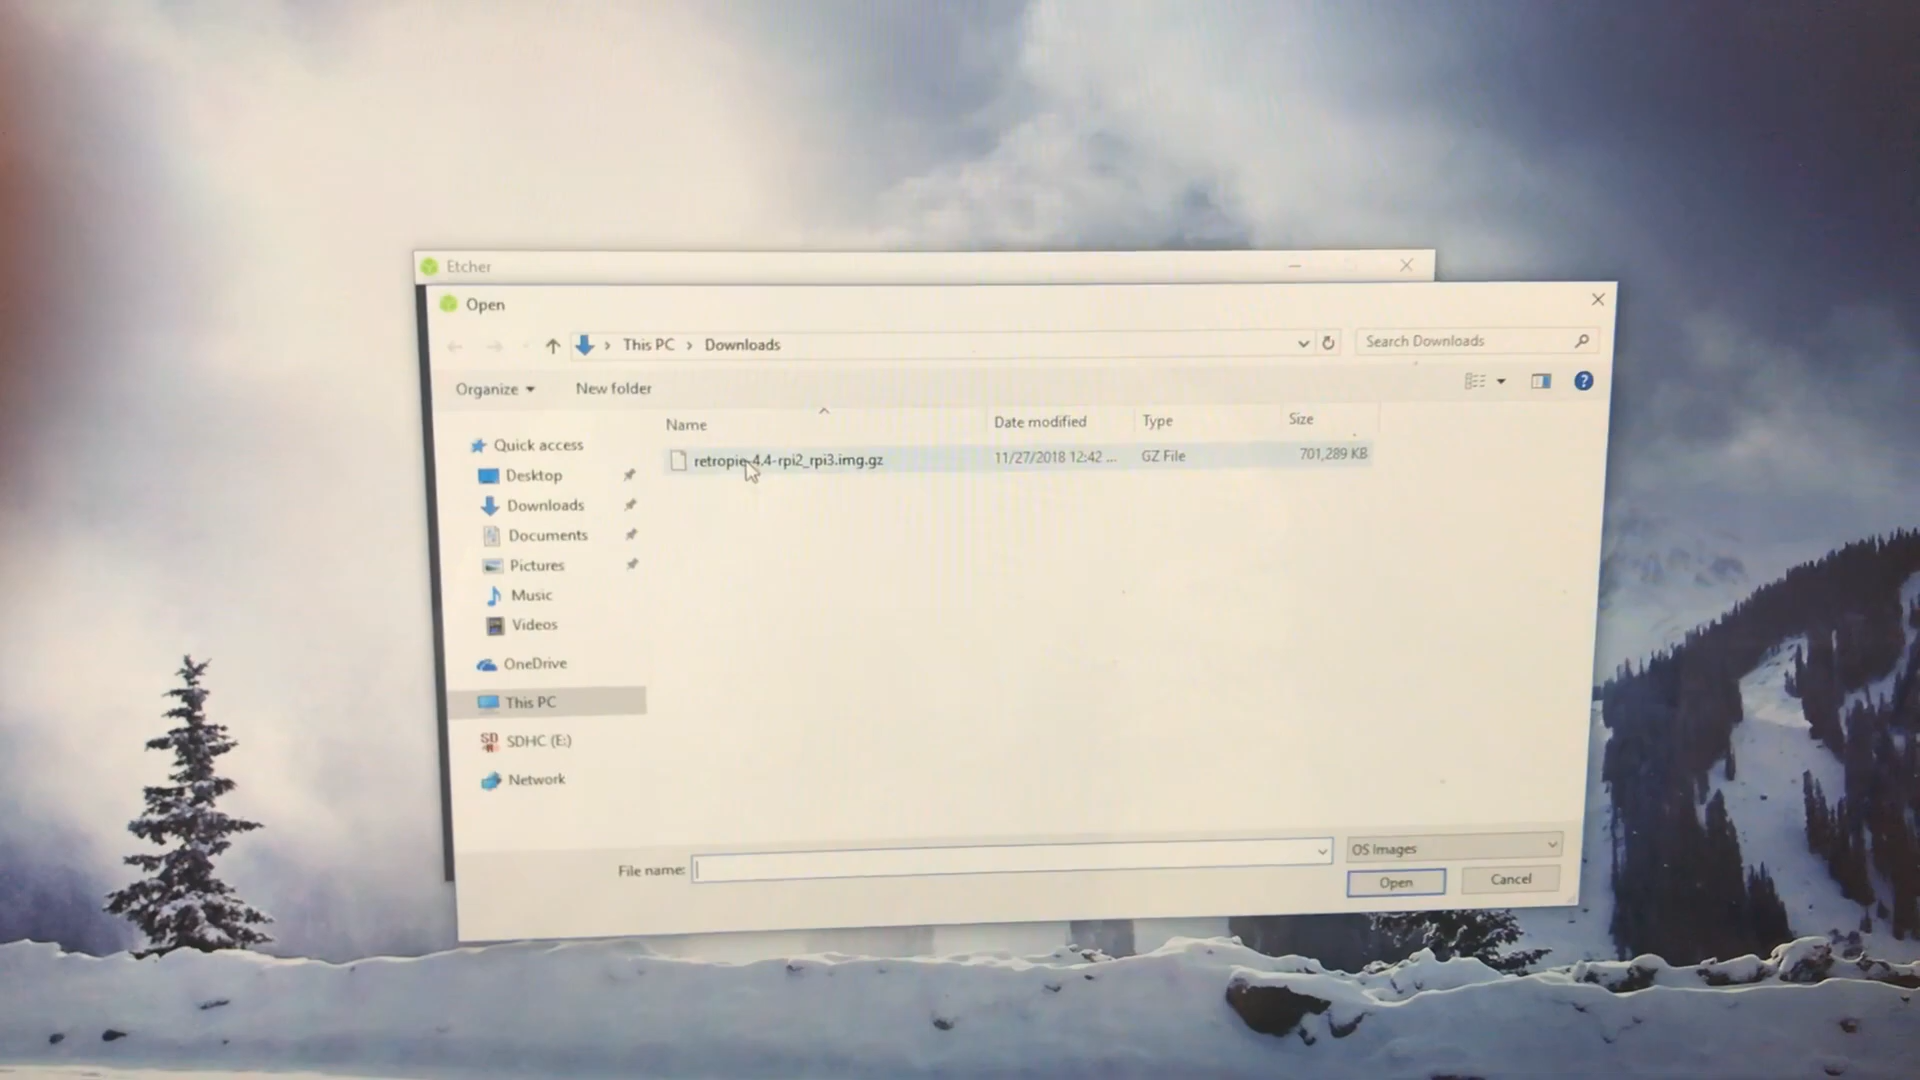 Etcher
Open
This PC > Downloads
Search Downloads
Organize
New folder
Name
Date modified
Type
Size
retropie-4.4-rpi2_rpi3.img.gz
11/27/2018 12:42 ...
GZ File
701,289 KB
Quick access
Desktop
Downloads
Documents
Pictures
Music
Videos
OneDrive
This PC
SDHC (E:)
Network
File name:
OS Images
Open
Cancel